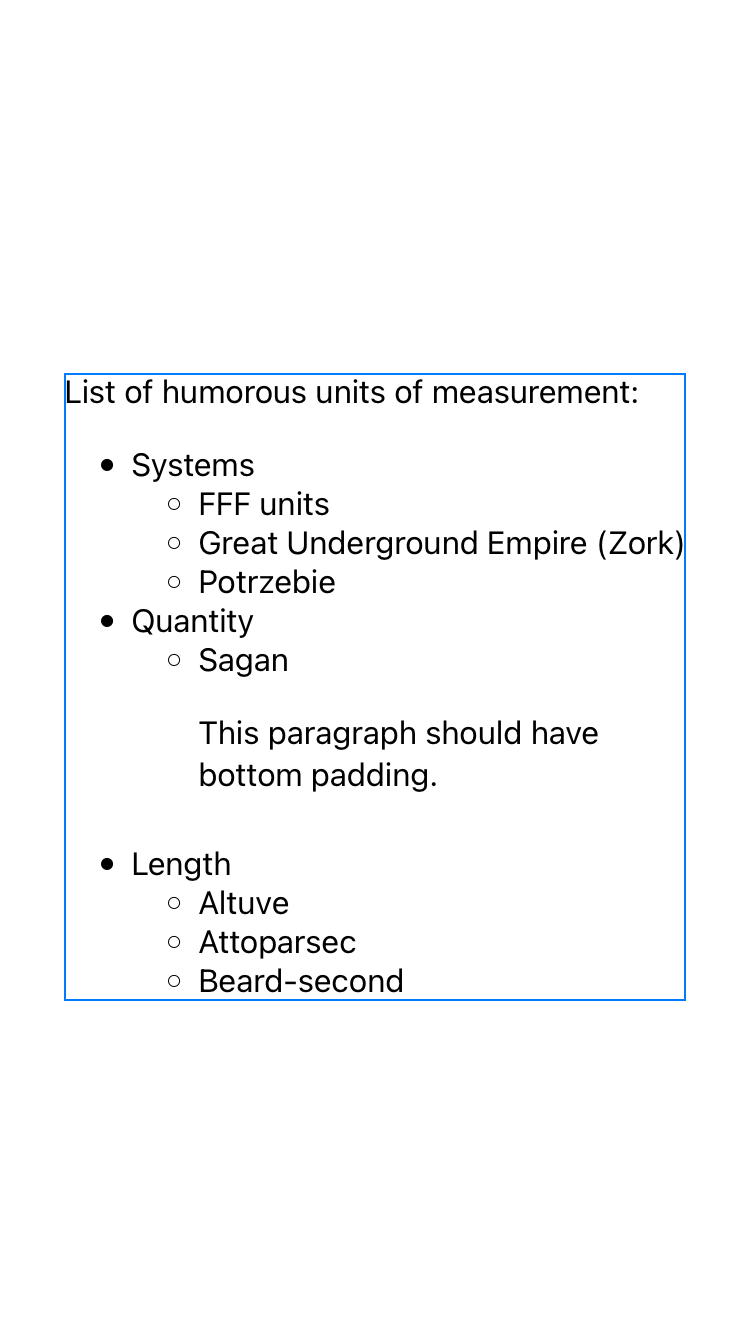 List of humorous units of measurement:
• Systems
◦ FFF units
◦ Great Underground Empire (Zork)
◦ Potrzebie
• Quantity
◦ Sagan
This paragraph should have
bottom padding.
• Length
◦ Altuve
◦ Attoparsec
◦ Beard-second